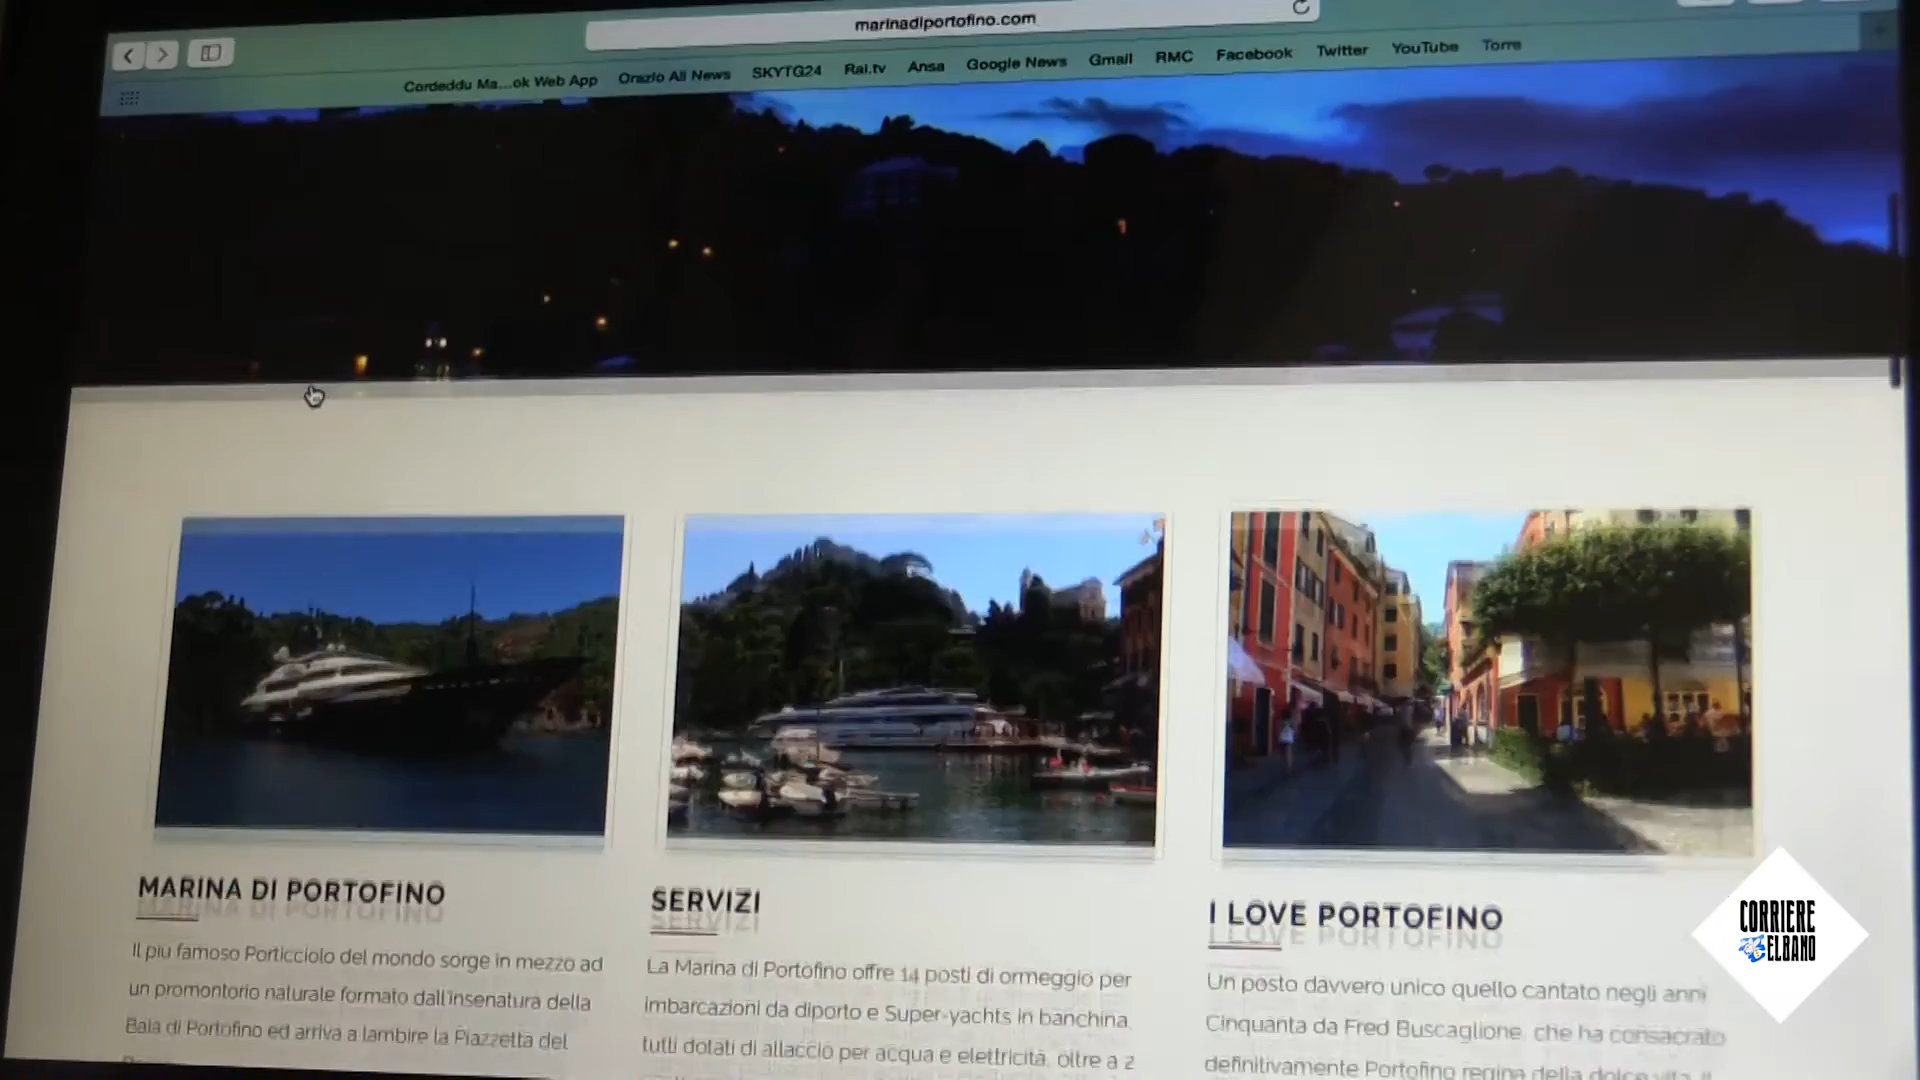 marinadiportofino.com
Cordeddu Ma...ok Web App Orazio Ali News SKYTG24 Rai.tv Ansa Google News Gmail RMC Facebook Twitter YouTube Torre
MARINA DI PORTOFINO
Il piu famoso Porticciolo del mondo sorge in mezzo ad
un promontorio naturale formato dall'insenatura della
Baia di Portofino ed arriva a lambire la Piazzetta del
SERVIZI
La Marina di Portofino offre 14 posti di ormeggio per
imbarcazioni da diporto e Super-yachts in banchina,
tutti dotati di allaccio per acqua e elettricità, oltre a 2
I LOVE PORTOFINO
Un posto davvero unico quello cantato negli anni
Cinquanta da Fred Buscaglione, che ha consacrato
definitivamente Portofino regina della dolce vita. Il
CORRIERE
ELBANO